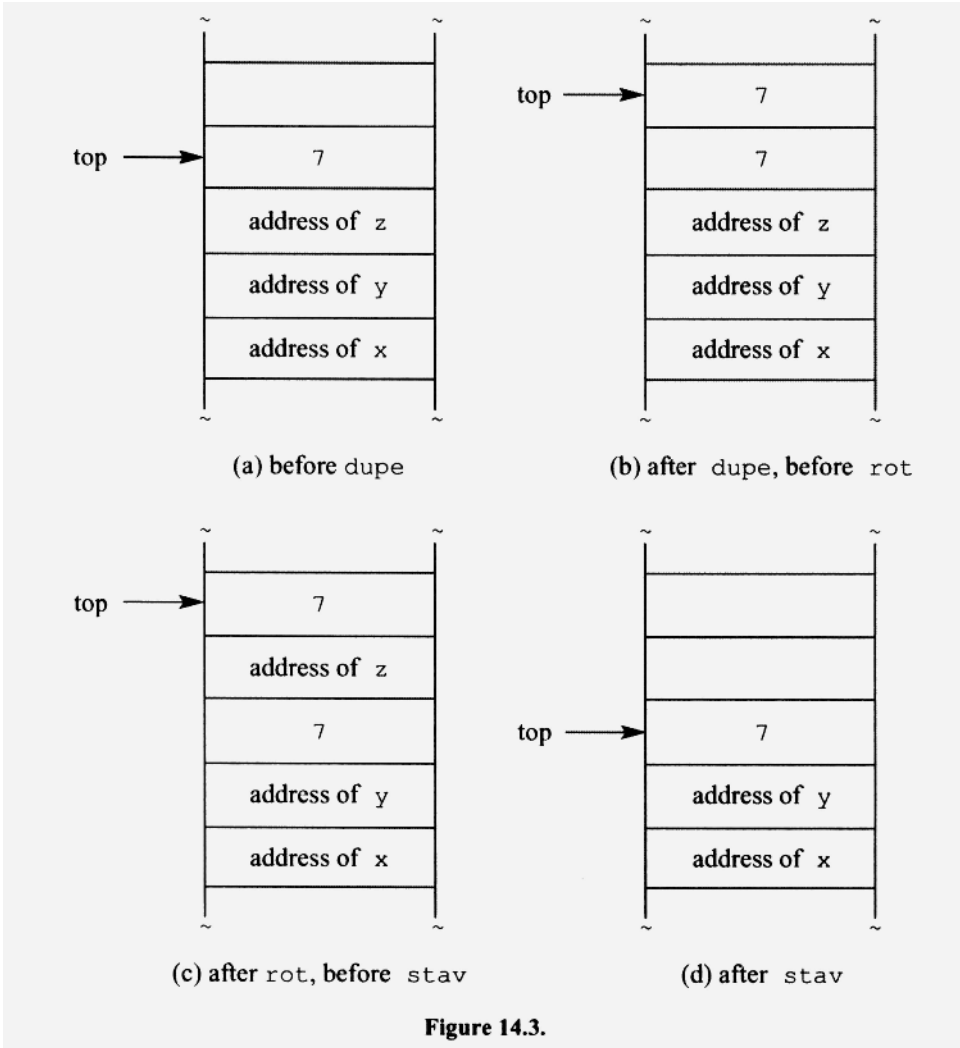 top
7
address of z
address of y
address of x
(a) before dupe
top
7
7
address of z
address of y
address of x
(b) after dupe, before rot
top
7
address of z
7
address of y
address of x
(c) after rot, before stav
top
7
address of y
address of x
(d) after stav
Figure 14.3.